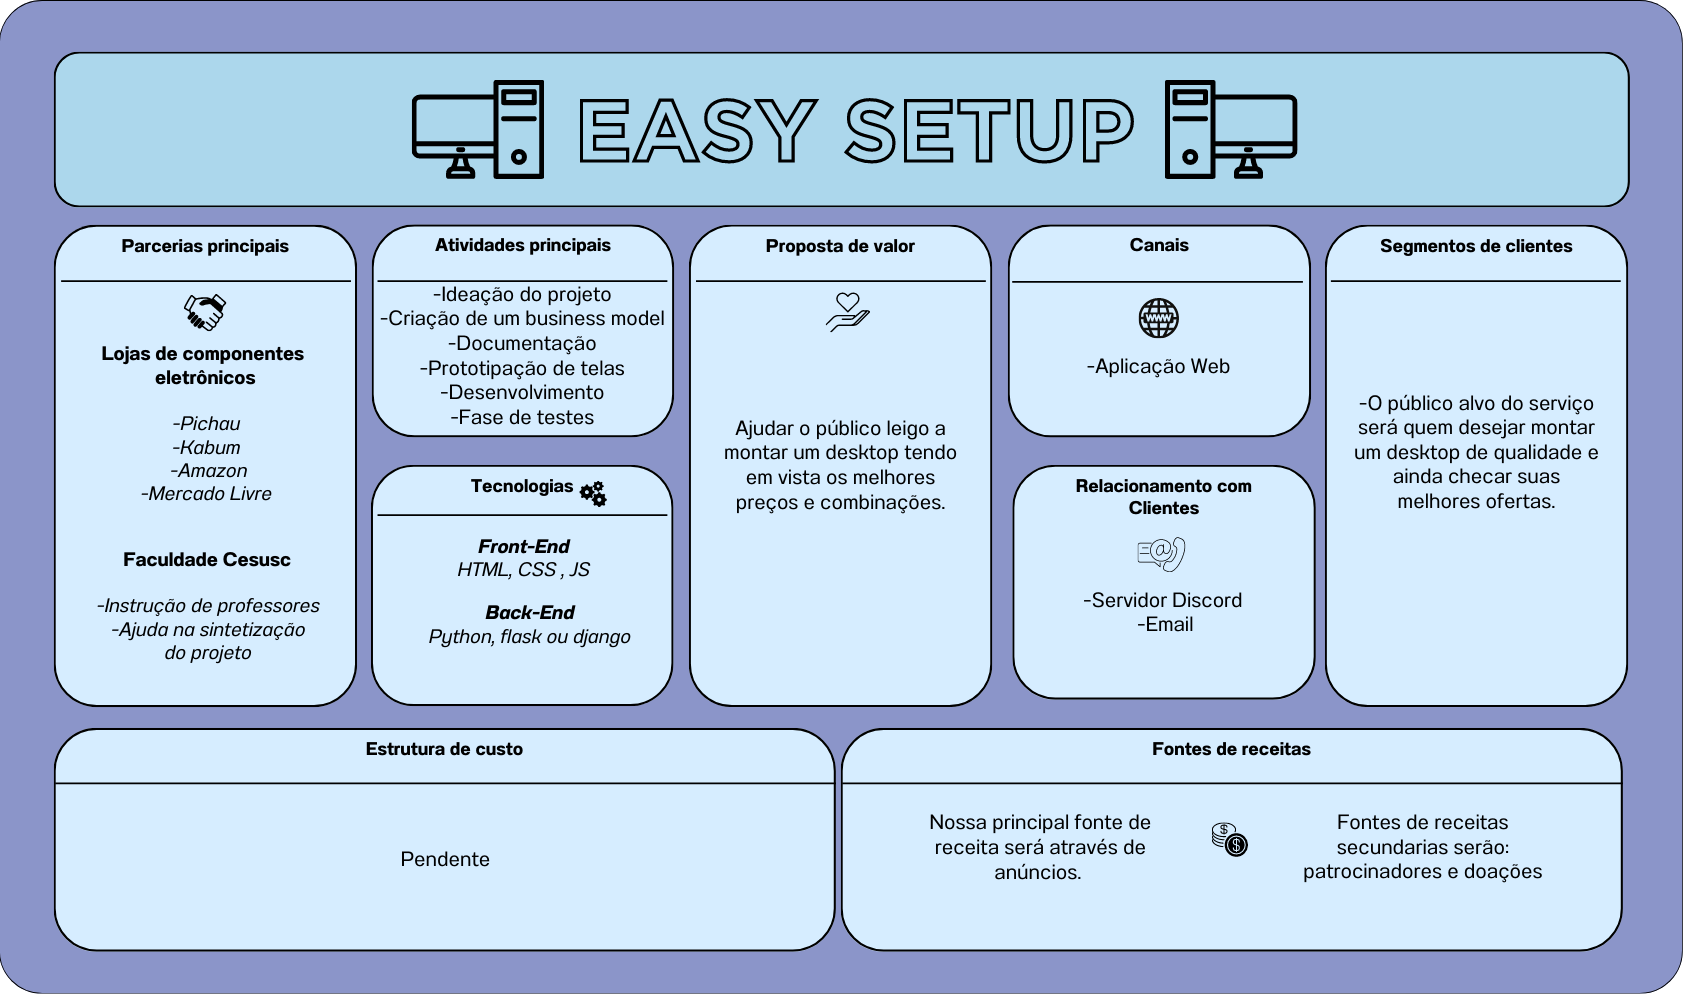 EASY SETUP
Parcerias principais
Lojas de componentes
eletrônicos
-Pichau
-Kabum
-Amazon
-Mercado Livre
Faculdade Cesusc
-Instrução de professores
-Ajuda na sintetização
do projeto
Atividades principais
-Ideação do projeto
-Criação de um business model
-Documentação
-Prototipação de telas
-Desenvolvimento
-Fase de testes
Tecnologias
Front-End
HTML, CSS , JS
Back-End
Python, flask ou django
Proposta de valor
Ajudar o público leigo a
montar um desktop tendo
em vista os melhores
preços e combinações.
Canais
WWW
-Aplicação Web
Relacionamento com
Clientes
@
-Servidor Discord
-Email
Segmentos de clientes
-O público alvo do serviço
será quem desejar montar
um desktop de qualidade e
ainda checar suas
melhores ofertas.
Estrutura de custo
Pendente
Fontes de receitas
Nossa principal fonte de
receita será através de
anúncios.
$
$
Fontes de receitas
secundarias serão:
patrocinadores e doações